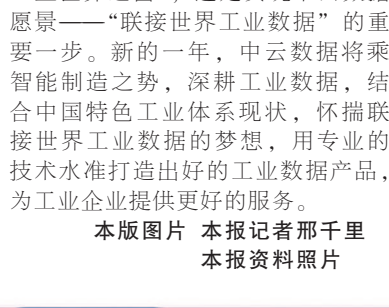 愿景——“联接世界工业数据”的重
要一步。新的一年，中云数据将乘
智能制造之势，深耕工业数据，结
合中国特色工业体系现状，怀揣联
接世界工业数据的梦想，用专业的
技术水准打造出好的工业数据产品，
为工业企业提供更好的服务。
本版图片 本报记者邢千里
本报资料照片